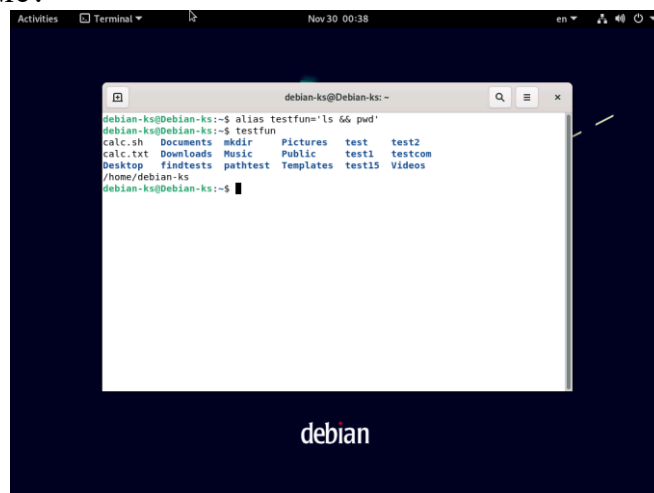 Activities Terminal Nov 30 00:38 en
debian-ks@Debian-ks: ~
debian-ks@Debian-ks:~$ alias testfun='ls && pwd'
debian-ks@Debian-ks:~$ testfun
calc.sh Documents mkdir Pictures test test2
calc.txt Downloads Music Public test1 testcom
Desktop findtests pathtest Templates test15 Videos
/home/debian-ks
debian-ks@Debian-ks:~$
debian